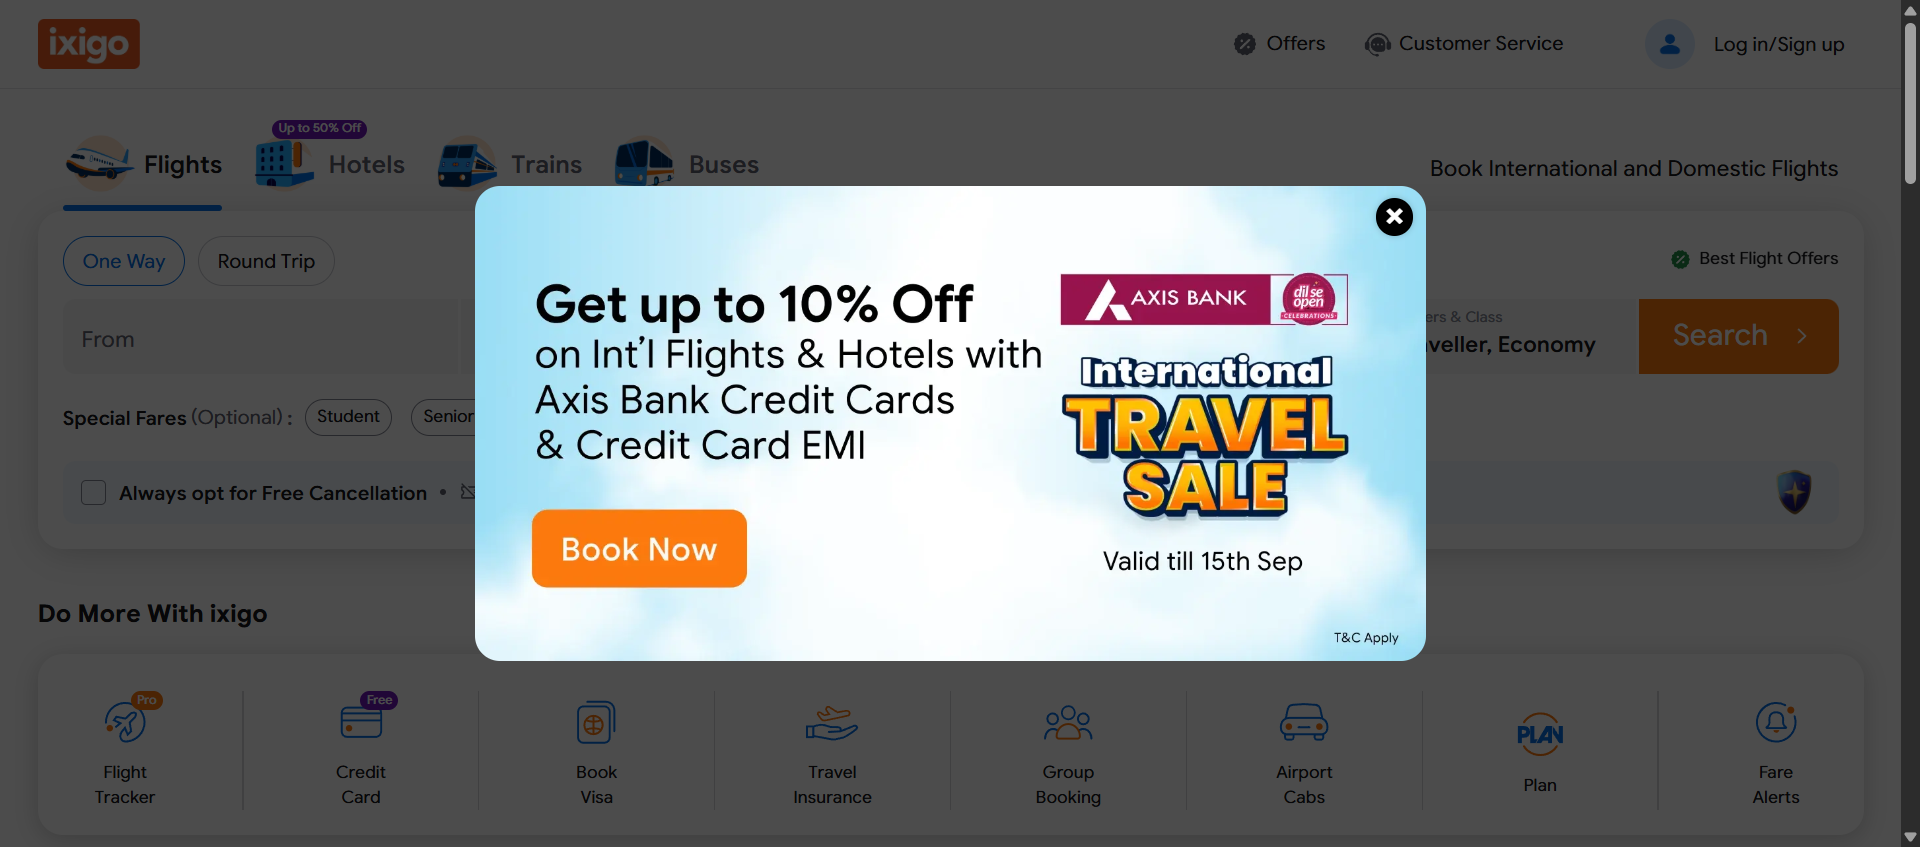 ixigo
Offers
Customer Service
Log in/Sign up
Up to 50% Off
Flights
Hotels
Trains
Buses
Book International and Domestic Flights
One Way
Round Trip
Best Flight Offers
From
& Class
Economy
Search
Special Fares (Optional) :
Student
Senior
Always opt for Free Cancellation •
Get up to 10% Off
on Int'l Flights & Hotels with
Axis Bank Credit Cards
& Credit Card EMI
Book Now
AXIS BANK
dil se
open
CELEBRATIONS
International
TRAVEL
SALE
Valid till 15th Sep
T&C Apply
Do More With ixigo
Pro
Flight
Tracker
Free
Credit
Card
Book
Visa
Travel
Insurance
Group
Booking
Airport
Cabs
PLAN
Plan
Fare
Alerts